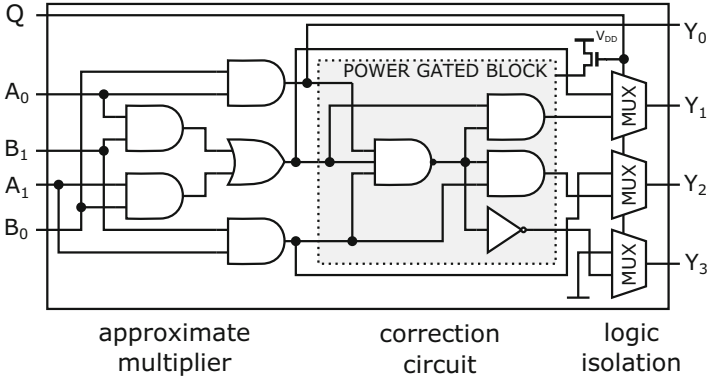 Q
Y0
VDD
POWER GATED BLOCK
A0
MUX
Y1
B1
A1
MUX
Y2
B0
MUX
Y3
approximate
multiplier
correction
circuit
logic
isolation